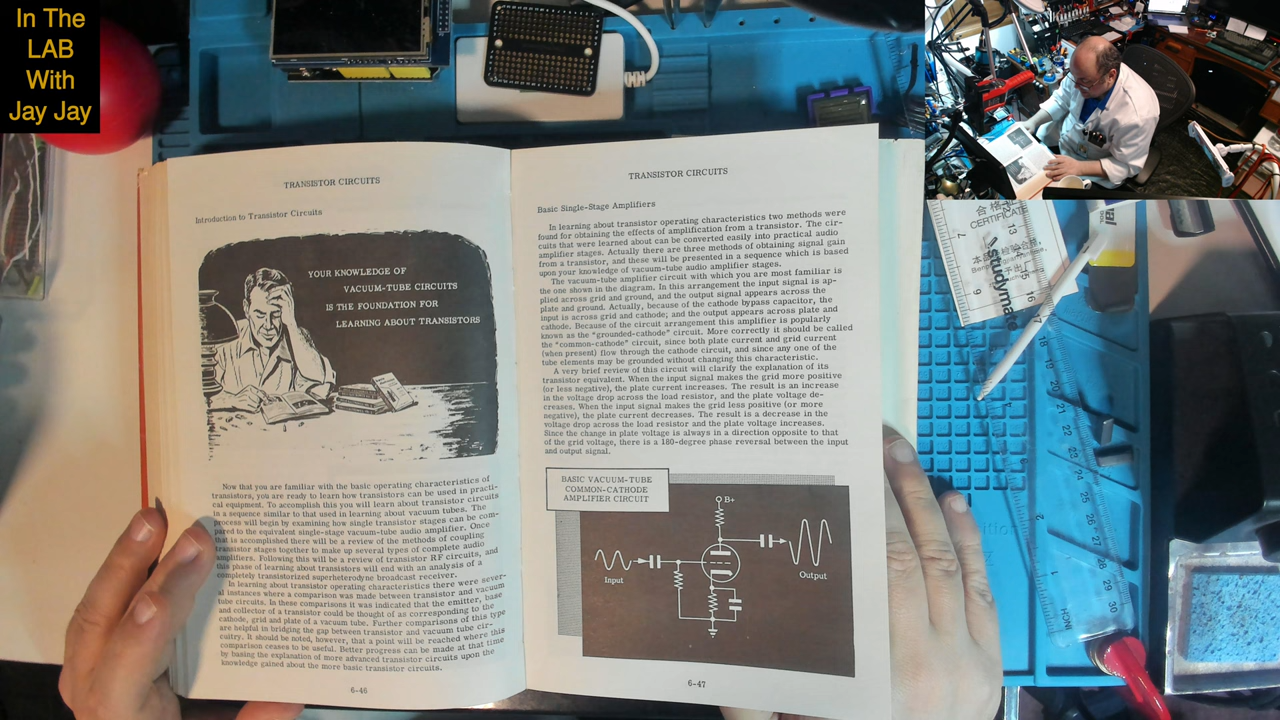 In The
LAB
With
Jay Jay
TRANSISTOR CIRCUITS
Introduction to Transistor Circuits
YOUR KNOWLEDGE OF
VACUUM-TUBE CIRCUITS
IS THE FOUNDATION FOR
LEARNING ABOUT TRANSISTORS
Now that you are familiar with the basic operating characteristics of
transistors, you are ready to learn how transistors can be used in practi-
cal equipment. To accomplish this you will learn about transistor circuits
in a sequence similar to that used in learning about vacuum tubes. The
process will begin by examining how single transistor stages can be com-
pared to the equivalent single-stage vacuum-tube audio amplifier. Once
that is accomplished there will be a review of the methods of coupling
transistor stages together to make up several types of complete audio
amplifiers. Following this will be a review of transistor RF circuits, and
this phase of learning about transistors will end with an analysis of a
completely transistorized superheterodyne broadcast receiver.
In learning about transistor operating characteristics there were sever-
al instances where a comparison was made between transistor and vacuum
tube circuits. In these comparisons it was indicated that the emitter, base
and collector of a transistor could be thought of as corresponding to the
cathode, grid and plate of a vacuum tube. Further comparisons of this type
are helpful in bridging the gap between transistor and vacuum tube cir-
cuitry. It should be noted, however, that a point will be reached where this
comparison ceases to be useful. Better progress can be made at that time
by basing the explanation of more advanced transistor circuits upon the
knowledge gained about the more basic transistor circuits.
6-46
TRANSISTOR CIRCUITS
Basic Single-Stage Amplifiers
In learning about transistor operating characteristics two methods were
found for obtaining the effects of amplification from a transistor. The cir-
cuits that were learned about can be converted easily into practical audio
amplifier stages. Actually there are three methods of obtaining signal gain
from a transistor, and these will be presented in a sequence which is based
upon your knowledge of vacuum-tube audio amplifier stages.
The vacuum-tube amplifier circuit with which you are most familiar is
the one shown in the diagram. In this arrangement the input signal is ap-
plied across grid and ground, and the output signal appears across the
plate and ground. Actually, because of the cathode bypass capacitor, the
input is across grid and cathode; and the output appears across plate and
cathode. Because of the circuit arrangement this amplifier is popularly
known as the "grounded-cathode" circuit. More correctly it should be called
the "common-cathode" circuit, since both plate current and grid current
(when present) flow through the cathode circuit, and since any one of the
tube elements may be grounded without changing this characteristic.
A very brief review of this circuit will clarify the explanation of its
transistor equivalent. When the input signal makes the grid more positive
(or less negative), the plate current increases. The result is an increase
in the voltage drop across the load resistor, and the plate voltage de-
creases. When the input signal makes the grid less positive (or more
negative), the plate current decreases. The result is a decrease in the
voltage drop across the load resistor and the plate voltage increases.
Since the change in plate voltage is always in a direction opposite to that
of the grid voltage, there is a 180-degree phase reversal between the input
and output signal.
BASIC VACUUM-TUBE
COMMON-CATHODE
AMPLIFIER CIRCUIT
B+
Input
Output
6-47
合格
CERTIFICATE
studymate
7
9
13
15
16
17
18
19
20
21
22
23
24
25
26
27
28
29
30